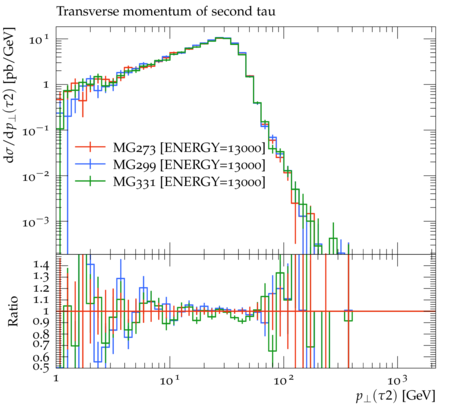 Transverse momentum of second tau
dσ/dp⊥(τ2) [pb/GeV]
10¹
1
10⁻¹
10⁻²
10⁻³
MG273 [ENERGY=13000]
MG299 [ENERGY=13000]
MG331 [ENERGY=13000]
Ratio
1.4
1.3
1.2
1.1
1
0.9
0.8
0.7
0.6
0.5
1 10¹ 10² 10³
p⊥(τ2) [GeV]